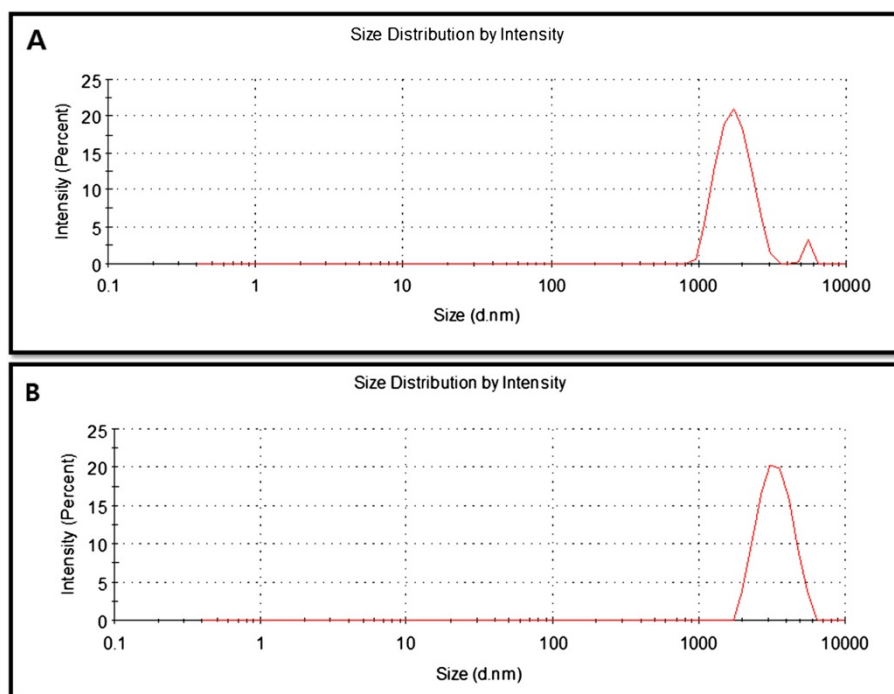 A
Size Distribution by Intensity
25
20
15
10
5
0
Intensity (Percent)
0.1 1 10 100 1000 10000
Size (d.nm)
B
Size Distribution by Intensity
25
20
15
10
5
0
Intensity (Percent)
0.1 1 10 100 1000 10000
Size (d.nm)